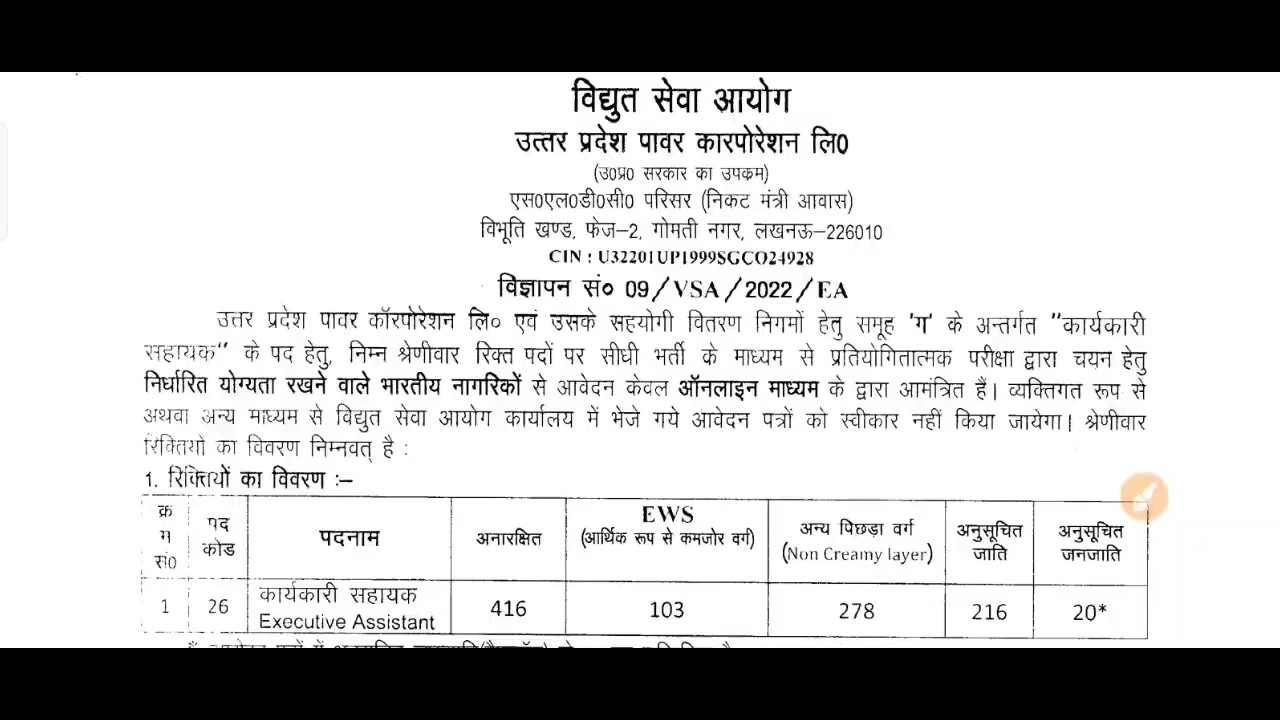 विद्युत सेवा आयोग
उत्तर प्रदेश पावर कारपोरेशन लि0
(उ0प्र0 सरकार का उपक्रम)
एस0एल0डी0सी0 परिसर (निकट मंत्री आवास)
विभूति खण्ड, फेज–2, गोमती नगर, लखनऊ–226010
CIN : U32201UP1999SGCO24928
विज्ञापन सं० 09/VSA/2022/EA
उत्तर प्रदेश पावर कॉरपोरेशन लि० एवं उसके सहयोगी वितरण निगमों हेतु समूह 'ग' के अन्तर्गत "कार्यकारी
सहायक" के पद हेतु, निम्न श्रेणीवार रिक्त पदों पर सीधी भर्ती के माध्यम से प्रतियोगितात्मक परीक्षा द्वारा चयन हेतु
निर्धारित योग्यता रखने वाले भारतीय नागरिकों से आवेदन केवल ऑनलाइन माध्यम के द्वारा आमंत्रित हैं। व्यक्तिगत रूप से
अथवा अन्य माध्यम से विद्युत सेवा आयोग कार्यालय में भेजे गये आवेदन पत्रों को स्वीकार नहीं किया जायेगा। श्रेणीवार
रिक्तियों का विवरण निम्नवत् है :
1. रिक्तियों का विवरण :–
क्रम सं0 पद कोड पदनाम अनारक्षित EWS (आर्थिक रूप से कमजोर वर्ग) अन्य पिछड़ा वर्ग (Non Creamy layer) अनुसूचित जाति अनुसूचित जनजाति
1 26 कार्यकारी सहायक Executive Assistant 416 103 278 216 20*